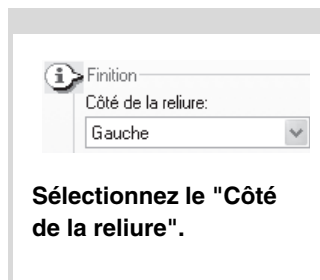 Finition
Côté de la reliure:
Gauche
Sélectionnez le "Côté
de la reliure".